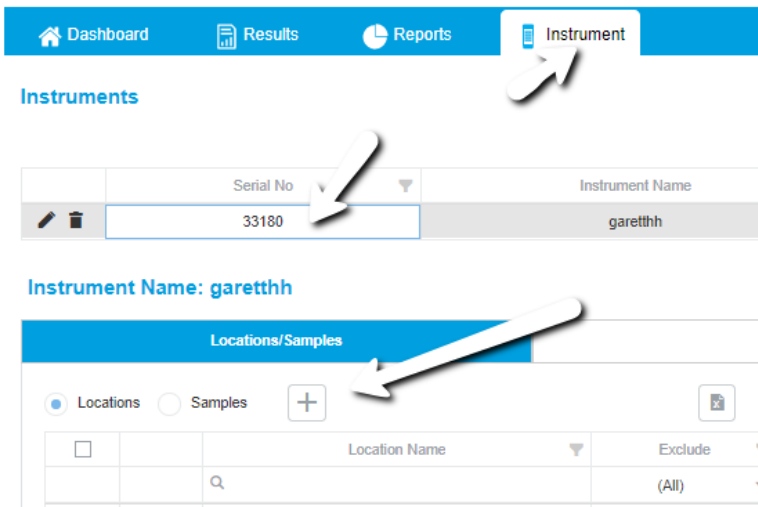 Dashboard Results Reports Instrument
Instruments
Serial No Instrument Name
33180 garetthh
Instrument Name: garetthh
Locations/Samples
Locations Samples
Location Name Exclude
(All)